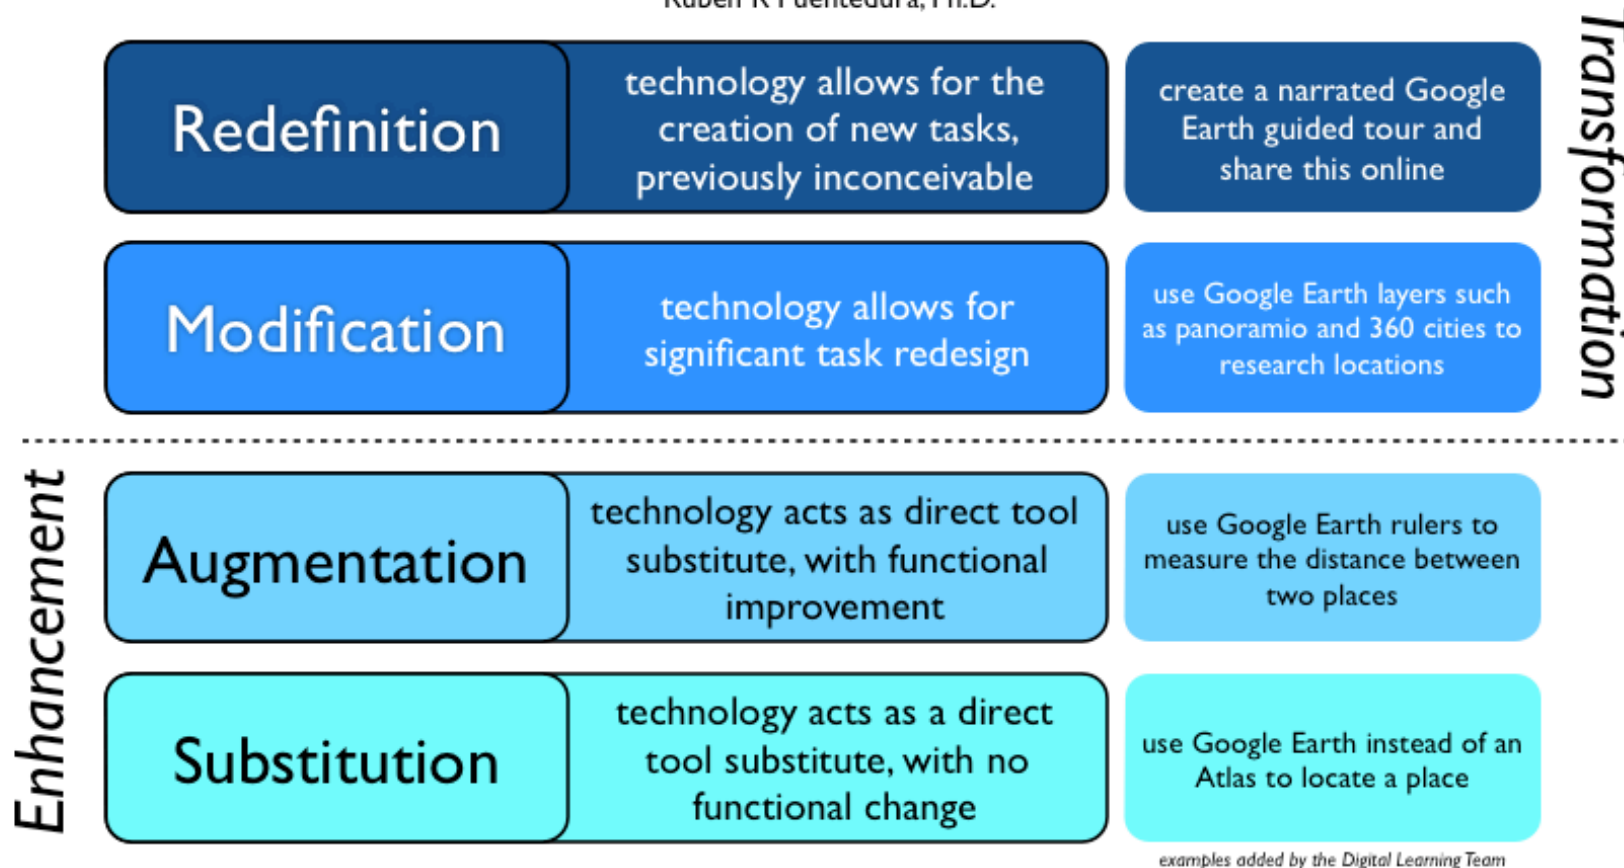 Ruben R Puentedura, Ph.D.
Redefinition
technology allows for the
creation of new tasks,
previously inconceivable
create a narrated Google
Earth guided tour and
share this online
Transformation
Modification
technology allows for
significant task redesign
use Google Earth layers such
as panoramio and 360 cities to
research locations
Enhancement
Augmentation
technology acts as direct tool
substitute, with functional
improvement
use Google Earth rulers to
measure the distance between
two places
Substitution
technology acts as a direct
tool substitute, with no
functional change
use Google Earth instead of an
Atlas to locate a place
examples added by the Digital Learning Team